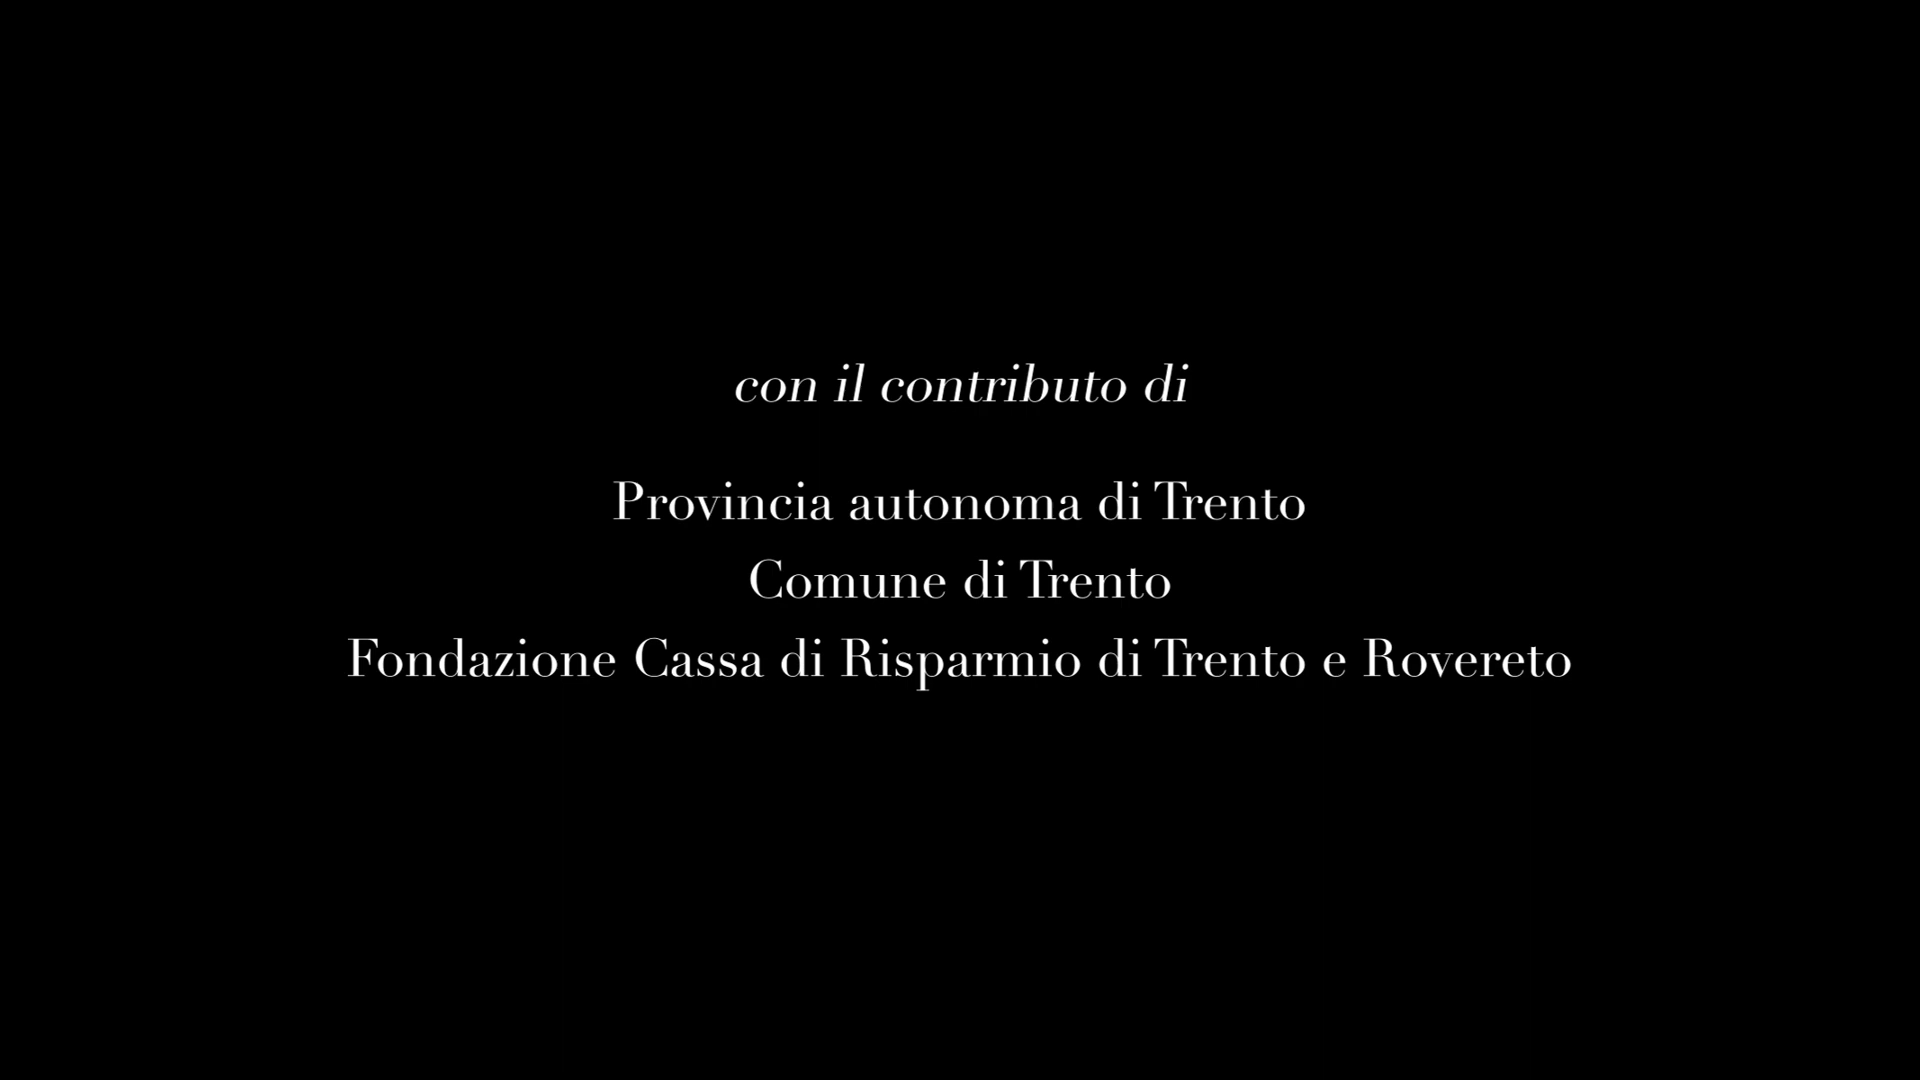 con il contributo di
Provincia autonoma di Trento
Comune di Trento
Fondazione Cassa di Risparmio di Trento e Rovereto